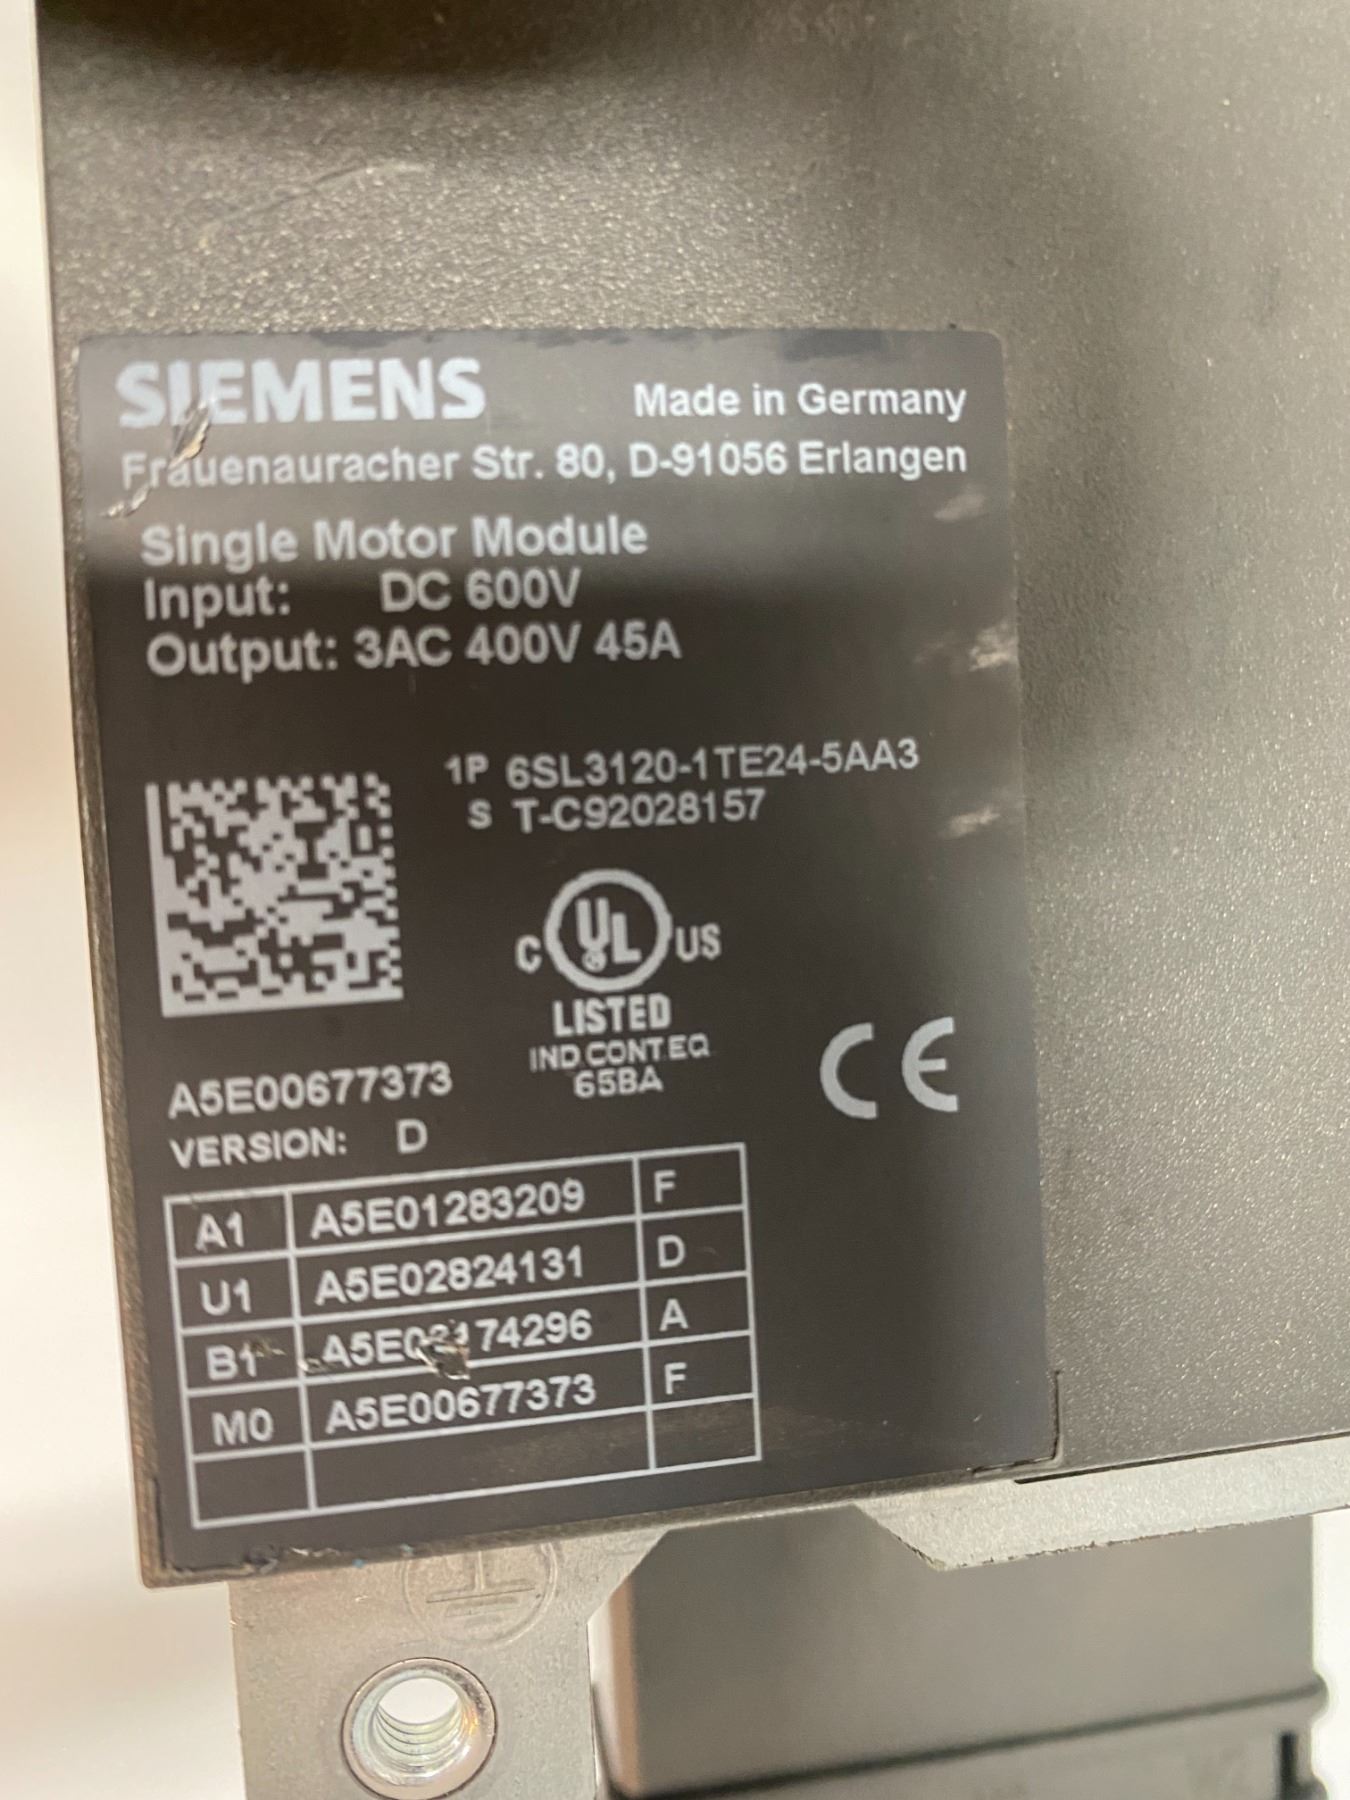 SIEMENS Made in Germany
Frauenauracher Str. 80, D-91056 Erlangen
Single Motor Module
Input: DC 600V
Output: 3AC 400V 45A
1P 6SL3120-1TE24-5AA3
S T-C92028157
C UL US
LISTED
IND.CONT.EQ
65BA
CE
A5E00677373
VERSION: D
A1 A5E01283209 F
U1 A5E02824131 D
B1 A
M0 A5E00677373 F